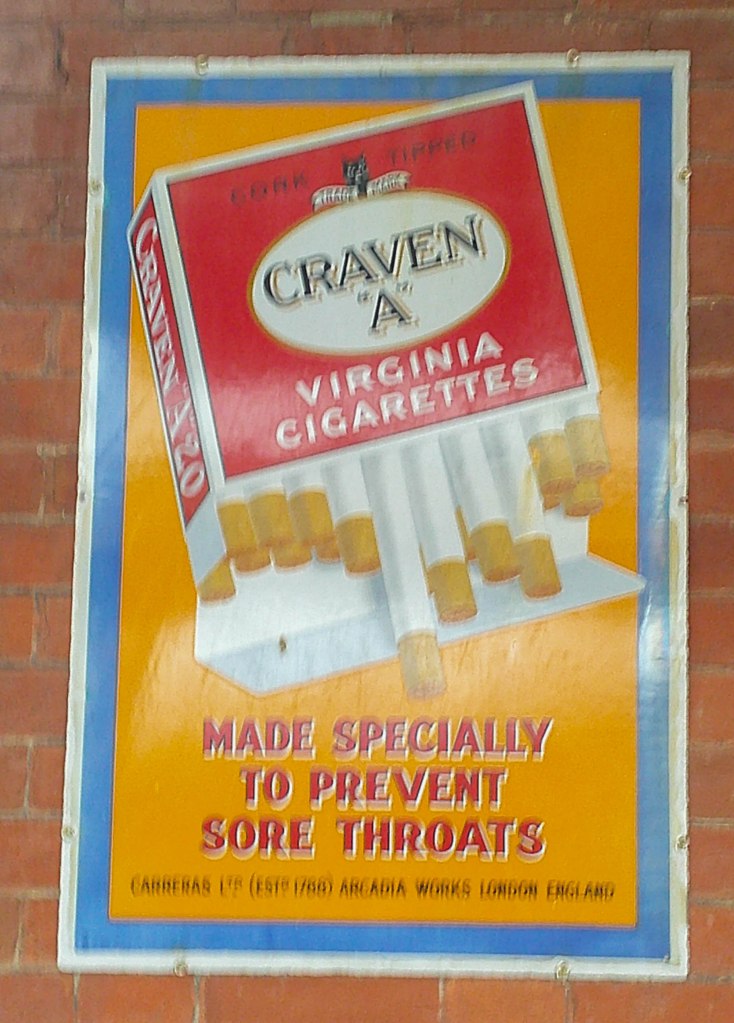 CORK TIPPED
TRADE MARK
CRAVEN
"A"
VIRGINIA
CIGARETTES
CRAVEN "A" 20
MADE SPECIALLY
TO PREVENT
SORE THROATS
CARRERAS LTD (ESTD 1788) ARCADIA WORKS LONDON ENGLAND